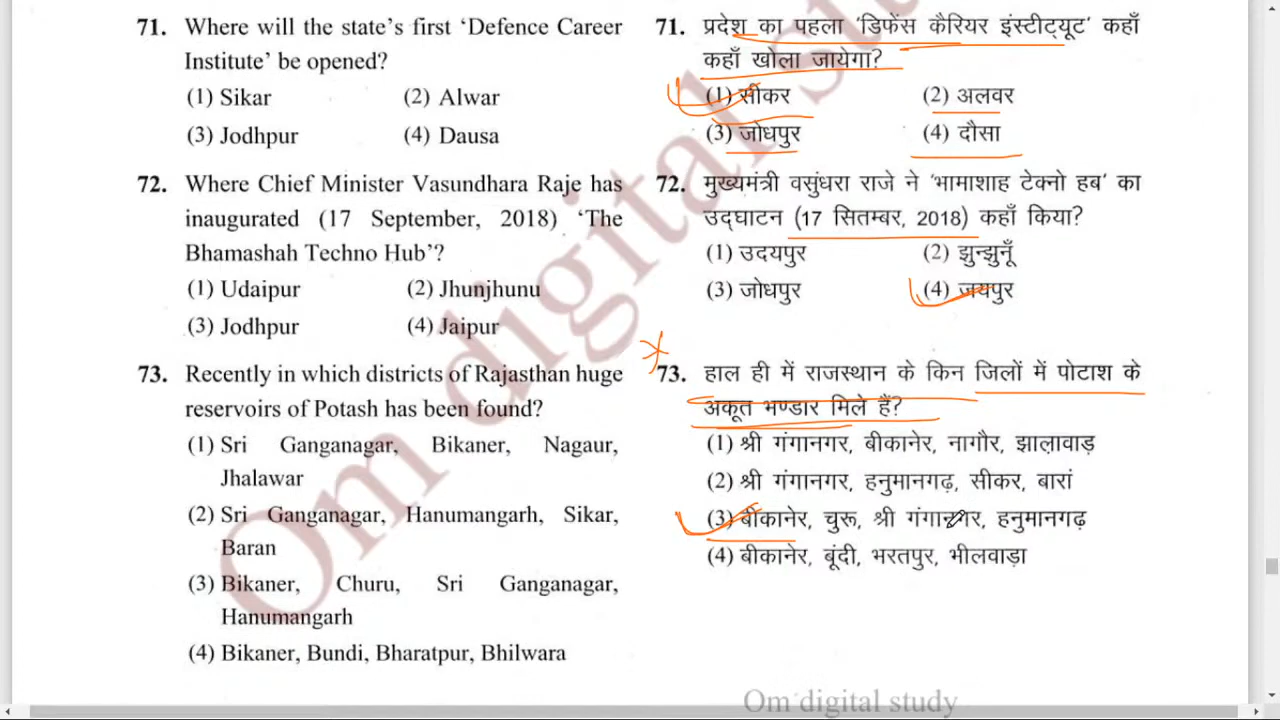 71. Where will the state's first 'Defence Career
Institute' be opened?
(1) Sikar (2) Alwar
(3) Jodhpur (4) Dausa
72. Where Chief Minister Vasundhara Raje has
inaugurated (17 September, 2018) 'The
Bhamashah Techno Hub'?
(1) Udaipur (2) Jhunjhunu
(3) Jodhpur (4) Jaipur
73. Recently in which districts of Rajasthan huge
reservoirs of Potash has been found?
(1) Sri Ganganagar, Bikaner, Nagaur,
Jhalawar
(2) Sri Ganganagar, Hanumangarh, Sikar,
Baran
(3) Bikaner, Churu, Sri Ganganagar,
Hanumangarh
(4) Bikaner, Bundi, Bharatpur, Bhilwara
71. प्रदेश का पहला 'डिफेंस कैरियर इंस्टीट्यूट' कहाँ
कहाँ खोला जायेगा?
(1) सीकर (2) अलवर
(3) जोधपुर (4) दौसा
72. मुख्यमंत्री वसुंधरा राजे ने 'भामाशाह टेक्नो हब' का
उद्घाटन (17 सितम्बर, 2018) कहाँ किया?
(1) उदयपुर (2) झुन्झुनूँ
(3) जोधपुर (4) जयपुर
73. हाल ही में राजस्थान के किन जिलों में पोटाश के
अकूत भण्डार मिले हैं?
(1) श्री गंगानगर, बीकानेर, नागौर, झालावाड़
(2) श्री गंगानगर, हनुमानगढ़, सीकर, बारां
(3) बीकानेर, चुरू, श्री गंगानगर, हनुमानगढ़
(4) बीकानेर, बूंदी, भरतपुर, भीलवाड़ा
Om digital stu
Om digital study